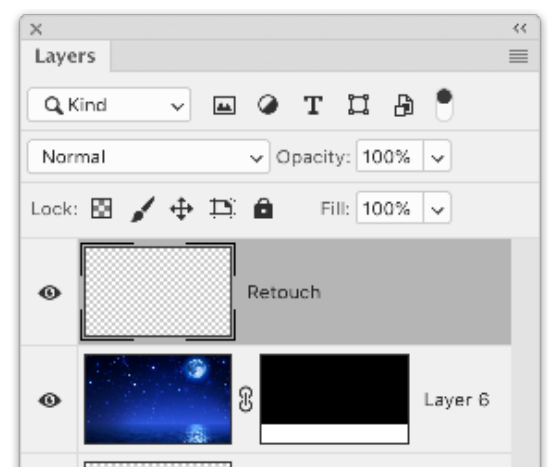 Layers
Kind
Normal Opacity: 100%
Lock: Fill: 100%
Retouch
Layer 6